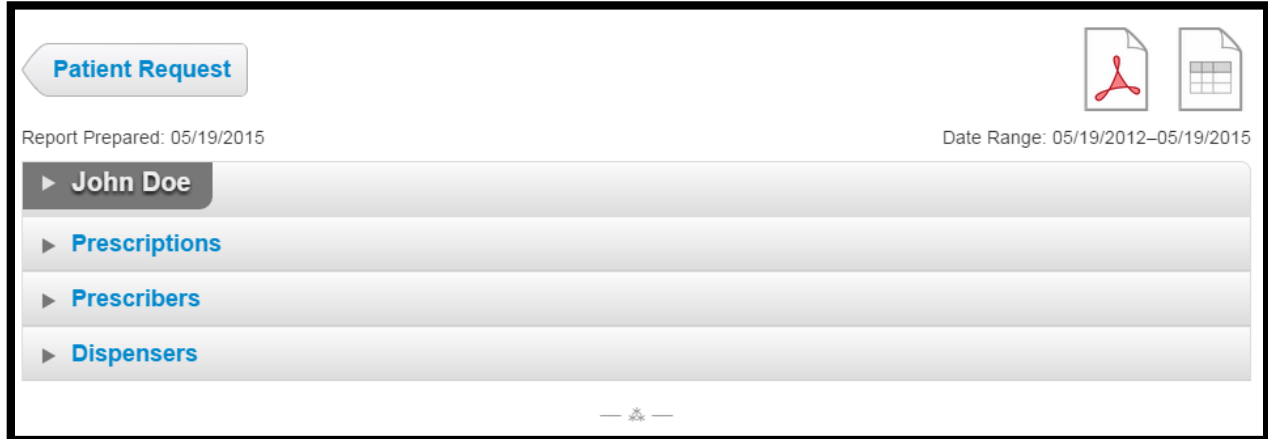 Patient Request
Report Prepared: 05/19/2015 Date Range: 05/19/2012–05/19/2015
John Doe
Prescriptions
Prescribers
Dispensers
— ⁂ —